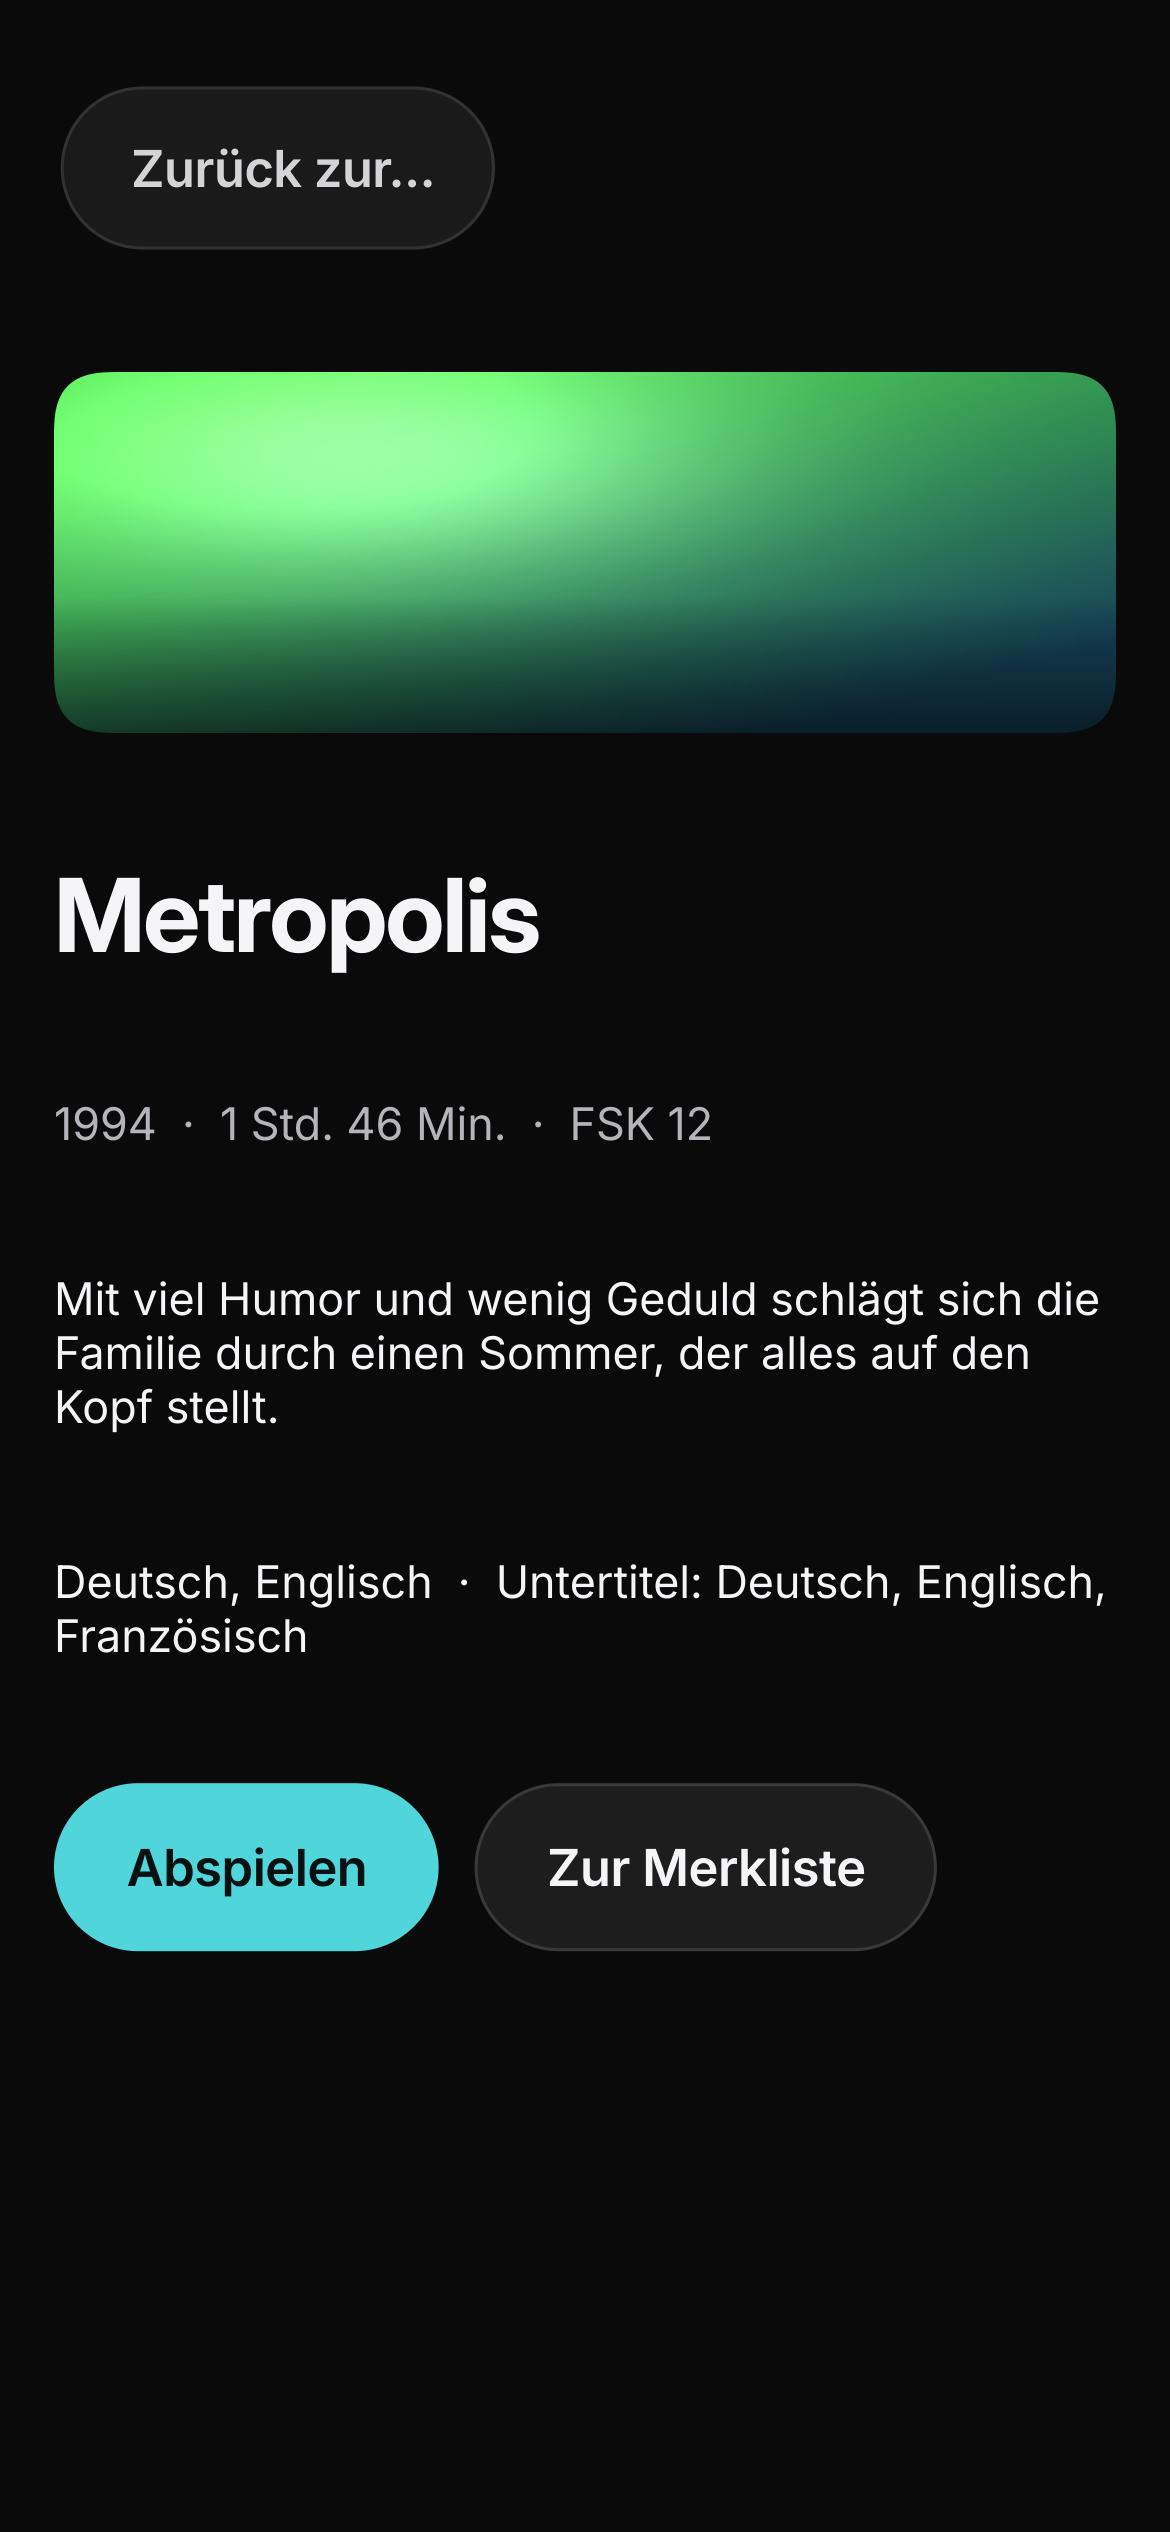 Zurück zur...
Metropolis
1994 · 1 Std. 46 Min. · FSK 12
Mit viel Humor und wenig Geduld schlägt sich die
Familie durch einen Sommer, der alles auf den
Kopf stellt.
Deutsch, Englisch · Untertitel: Deutsch, Englisch,
Französisch
Abspielen
Zur Merkliste